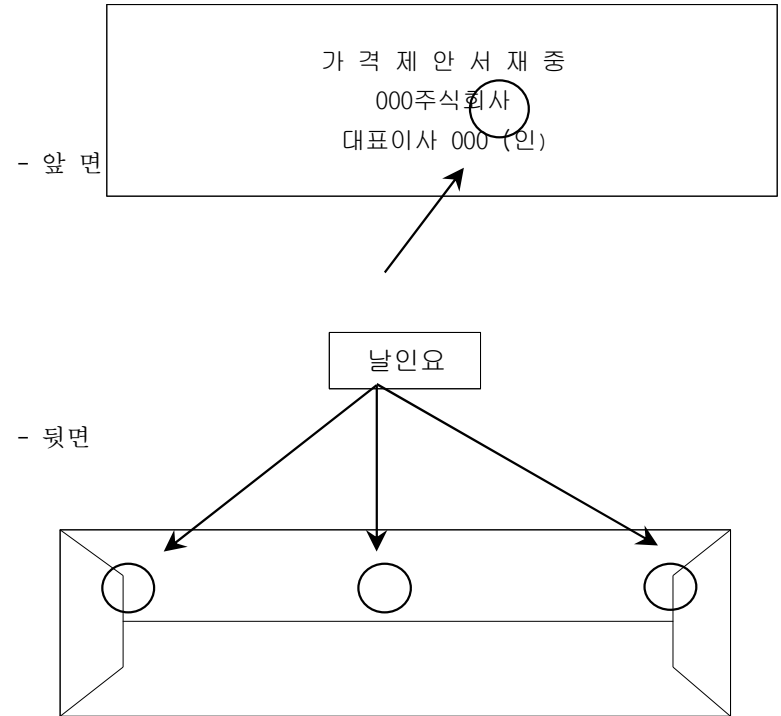 가 격 제 안 서 재 중
000주식회사
대표이사 000 (인)
- 앞 면
날인요
- 뒷면